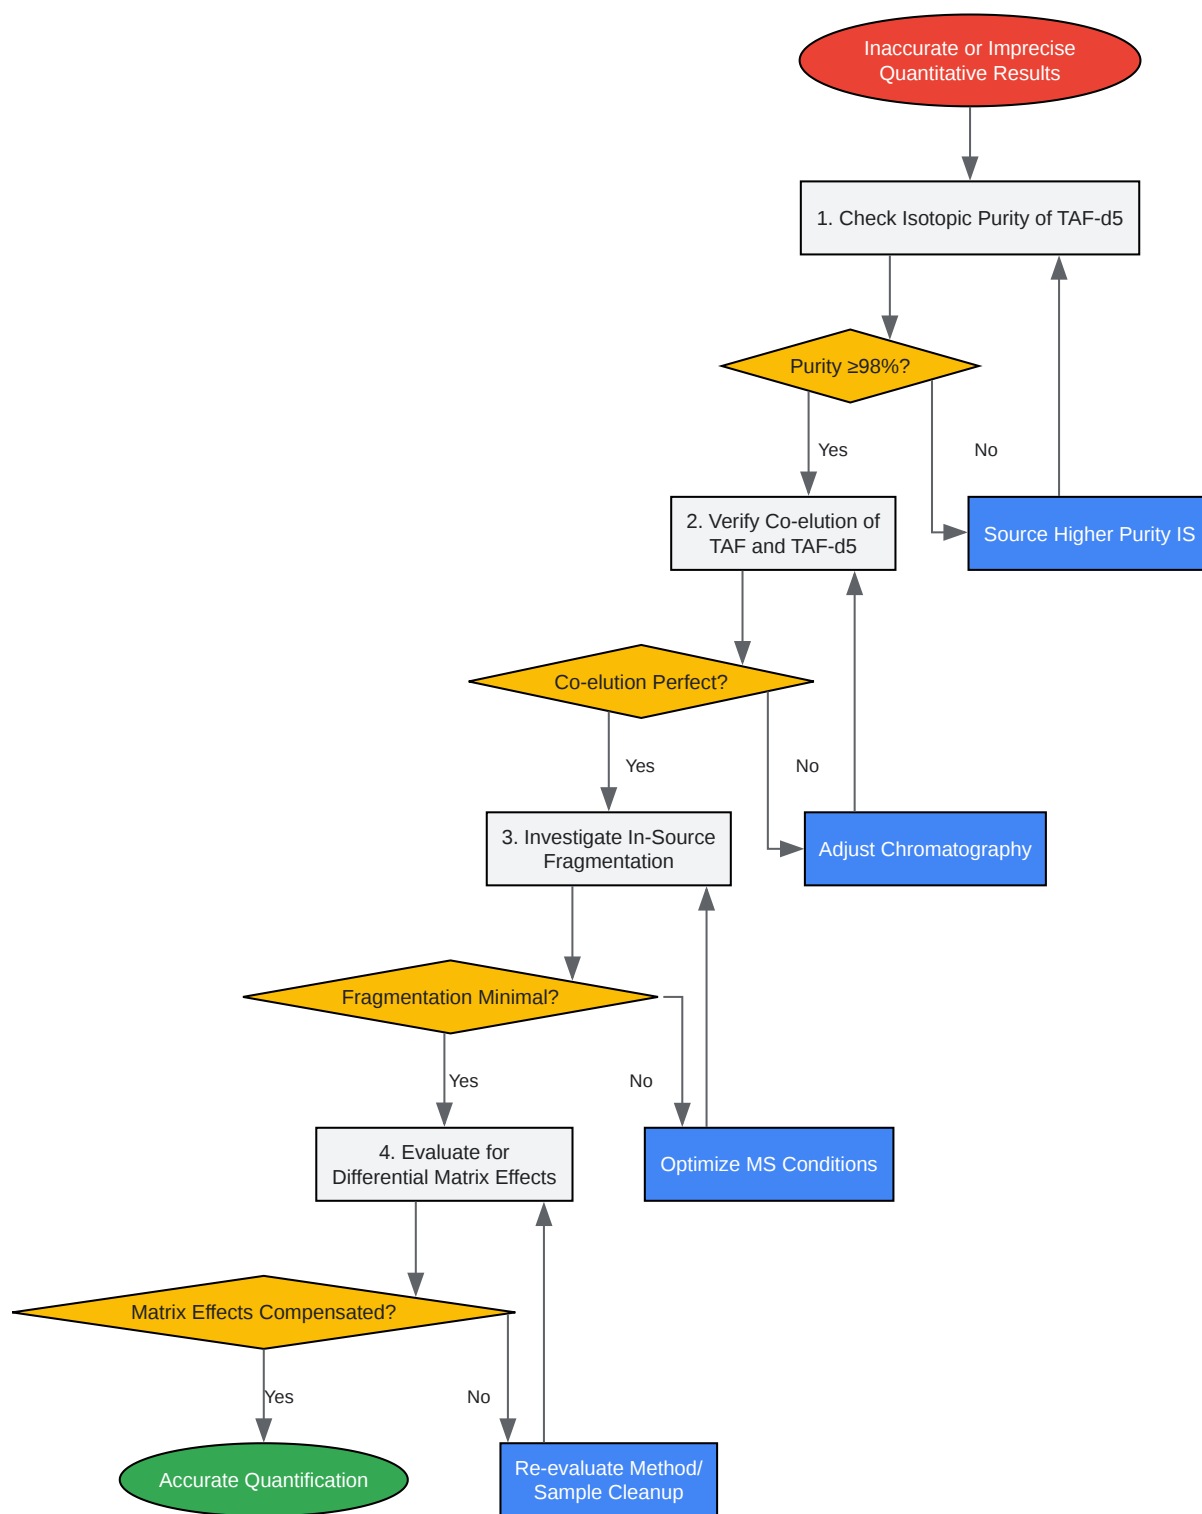 Inaccurate or Imprecise
Quantitative Results
1. Check Isotopic Purity of TAF-d5
Purity ≥98%?
Yes
No
2. Verify Co-elution of
TAF and TAF-d5
Source Higher Purity IS
Co-elution Perfect?
Yes
No
3. Investigate In-Source
Fragmentation
Adjust Chromatography
Fragmentation Minimal?
Yes
No
4. Evaluate for
Differential Matrix Effects
Optimize MS Conditions
Matrix Effects Compensated?
Yes
No
Accurate Quantification
Re-evaluate Method/
Sample Cleanup